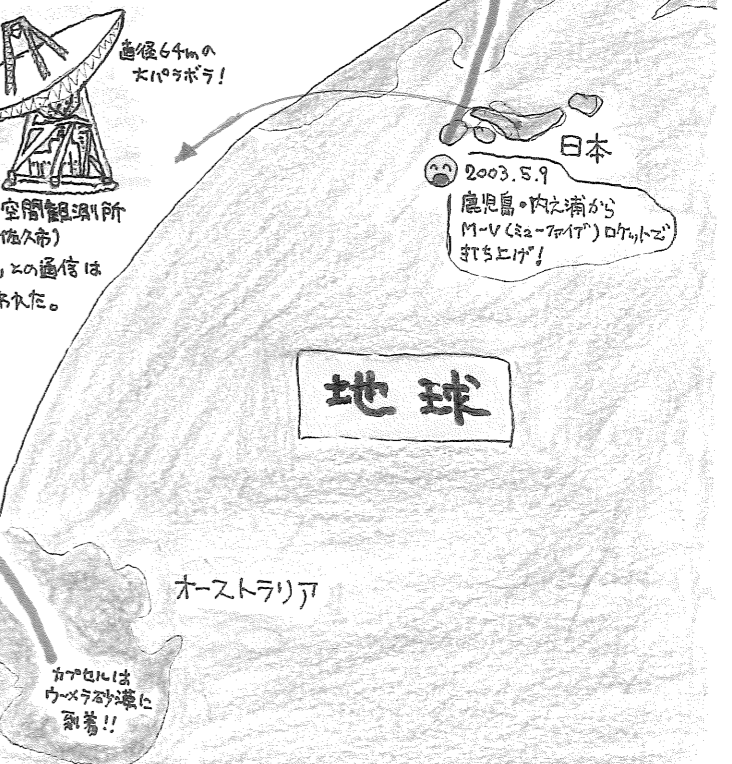 直径64mの
大パラボラ!
空間観測所
佐久市)
」との通信は
われた。
日本
2003.5.9
鹿児島・内之浦から
M-V(ミューファイブ)ロケットで
打ち上げ!
地球
オーストラリア
カプセルは
ウーメラ砂漠に
到着!!